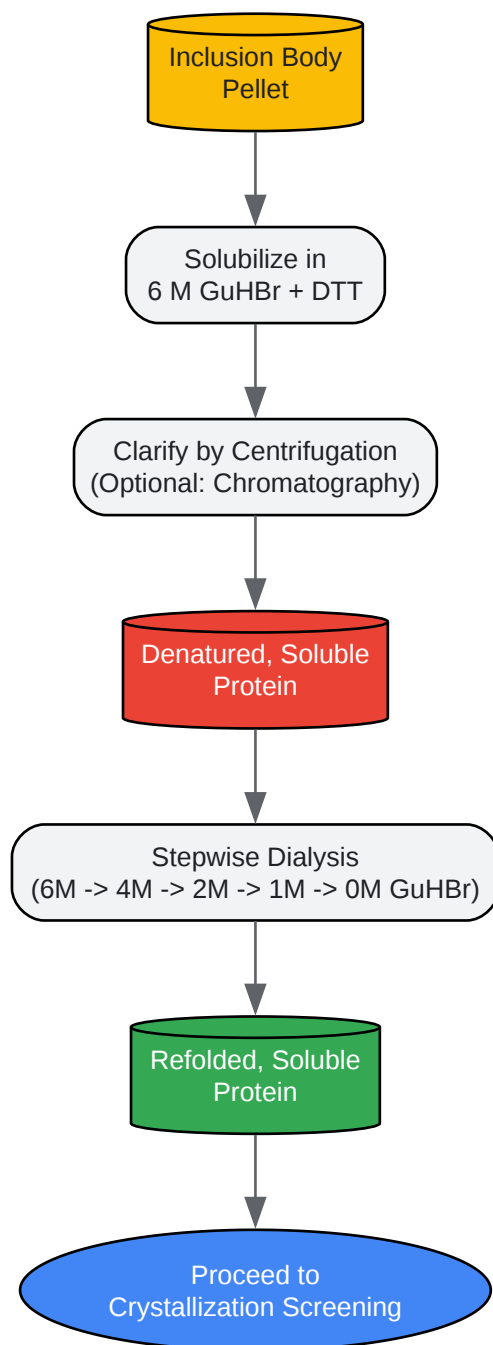 Inclusion Body
Pellet
Solubilize in
6 M GuHBr + DTT
Clarify by Centrifugation
(Optional: Chromatography)
Denatured, Soluble
Protein
Stepwise Dialysis
(6M -> 4M -> 2M -> 1M -> 0M GuHBr)
Refolded, Soluble
Protein
Proceed to
Crystallization Screening